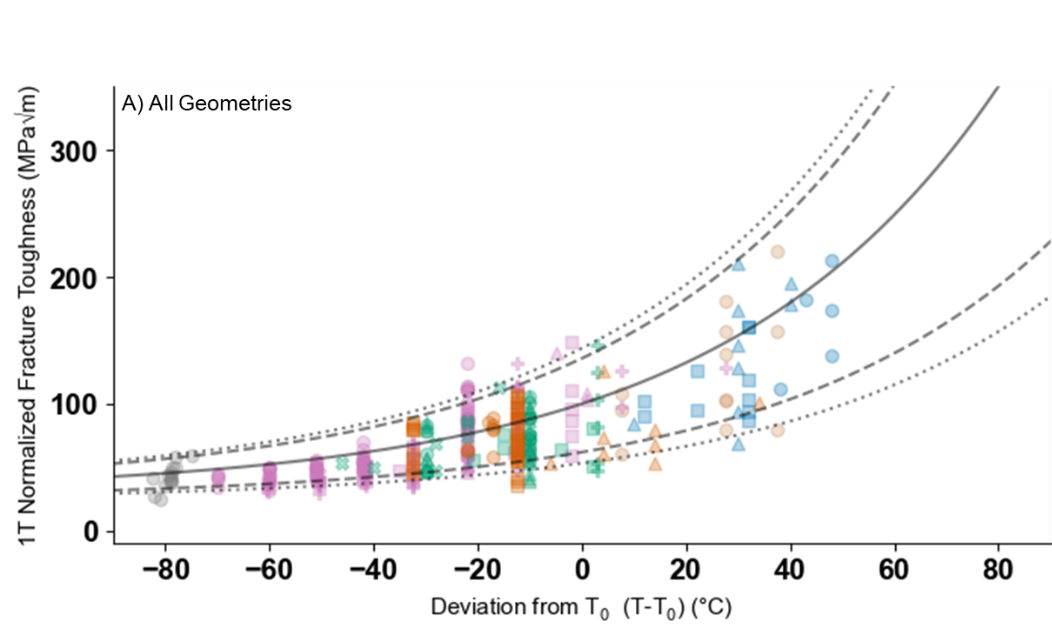 A) All Geometries
1T Normalized Fracture Toughness (MPa√m)
300
200
100
0
−80 −60 −40 −20 0 20 40 60 80
Deviation from T₀ (T-T₀) (°C)